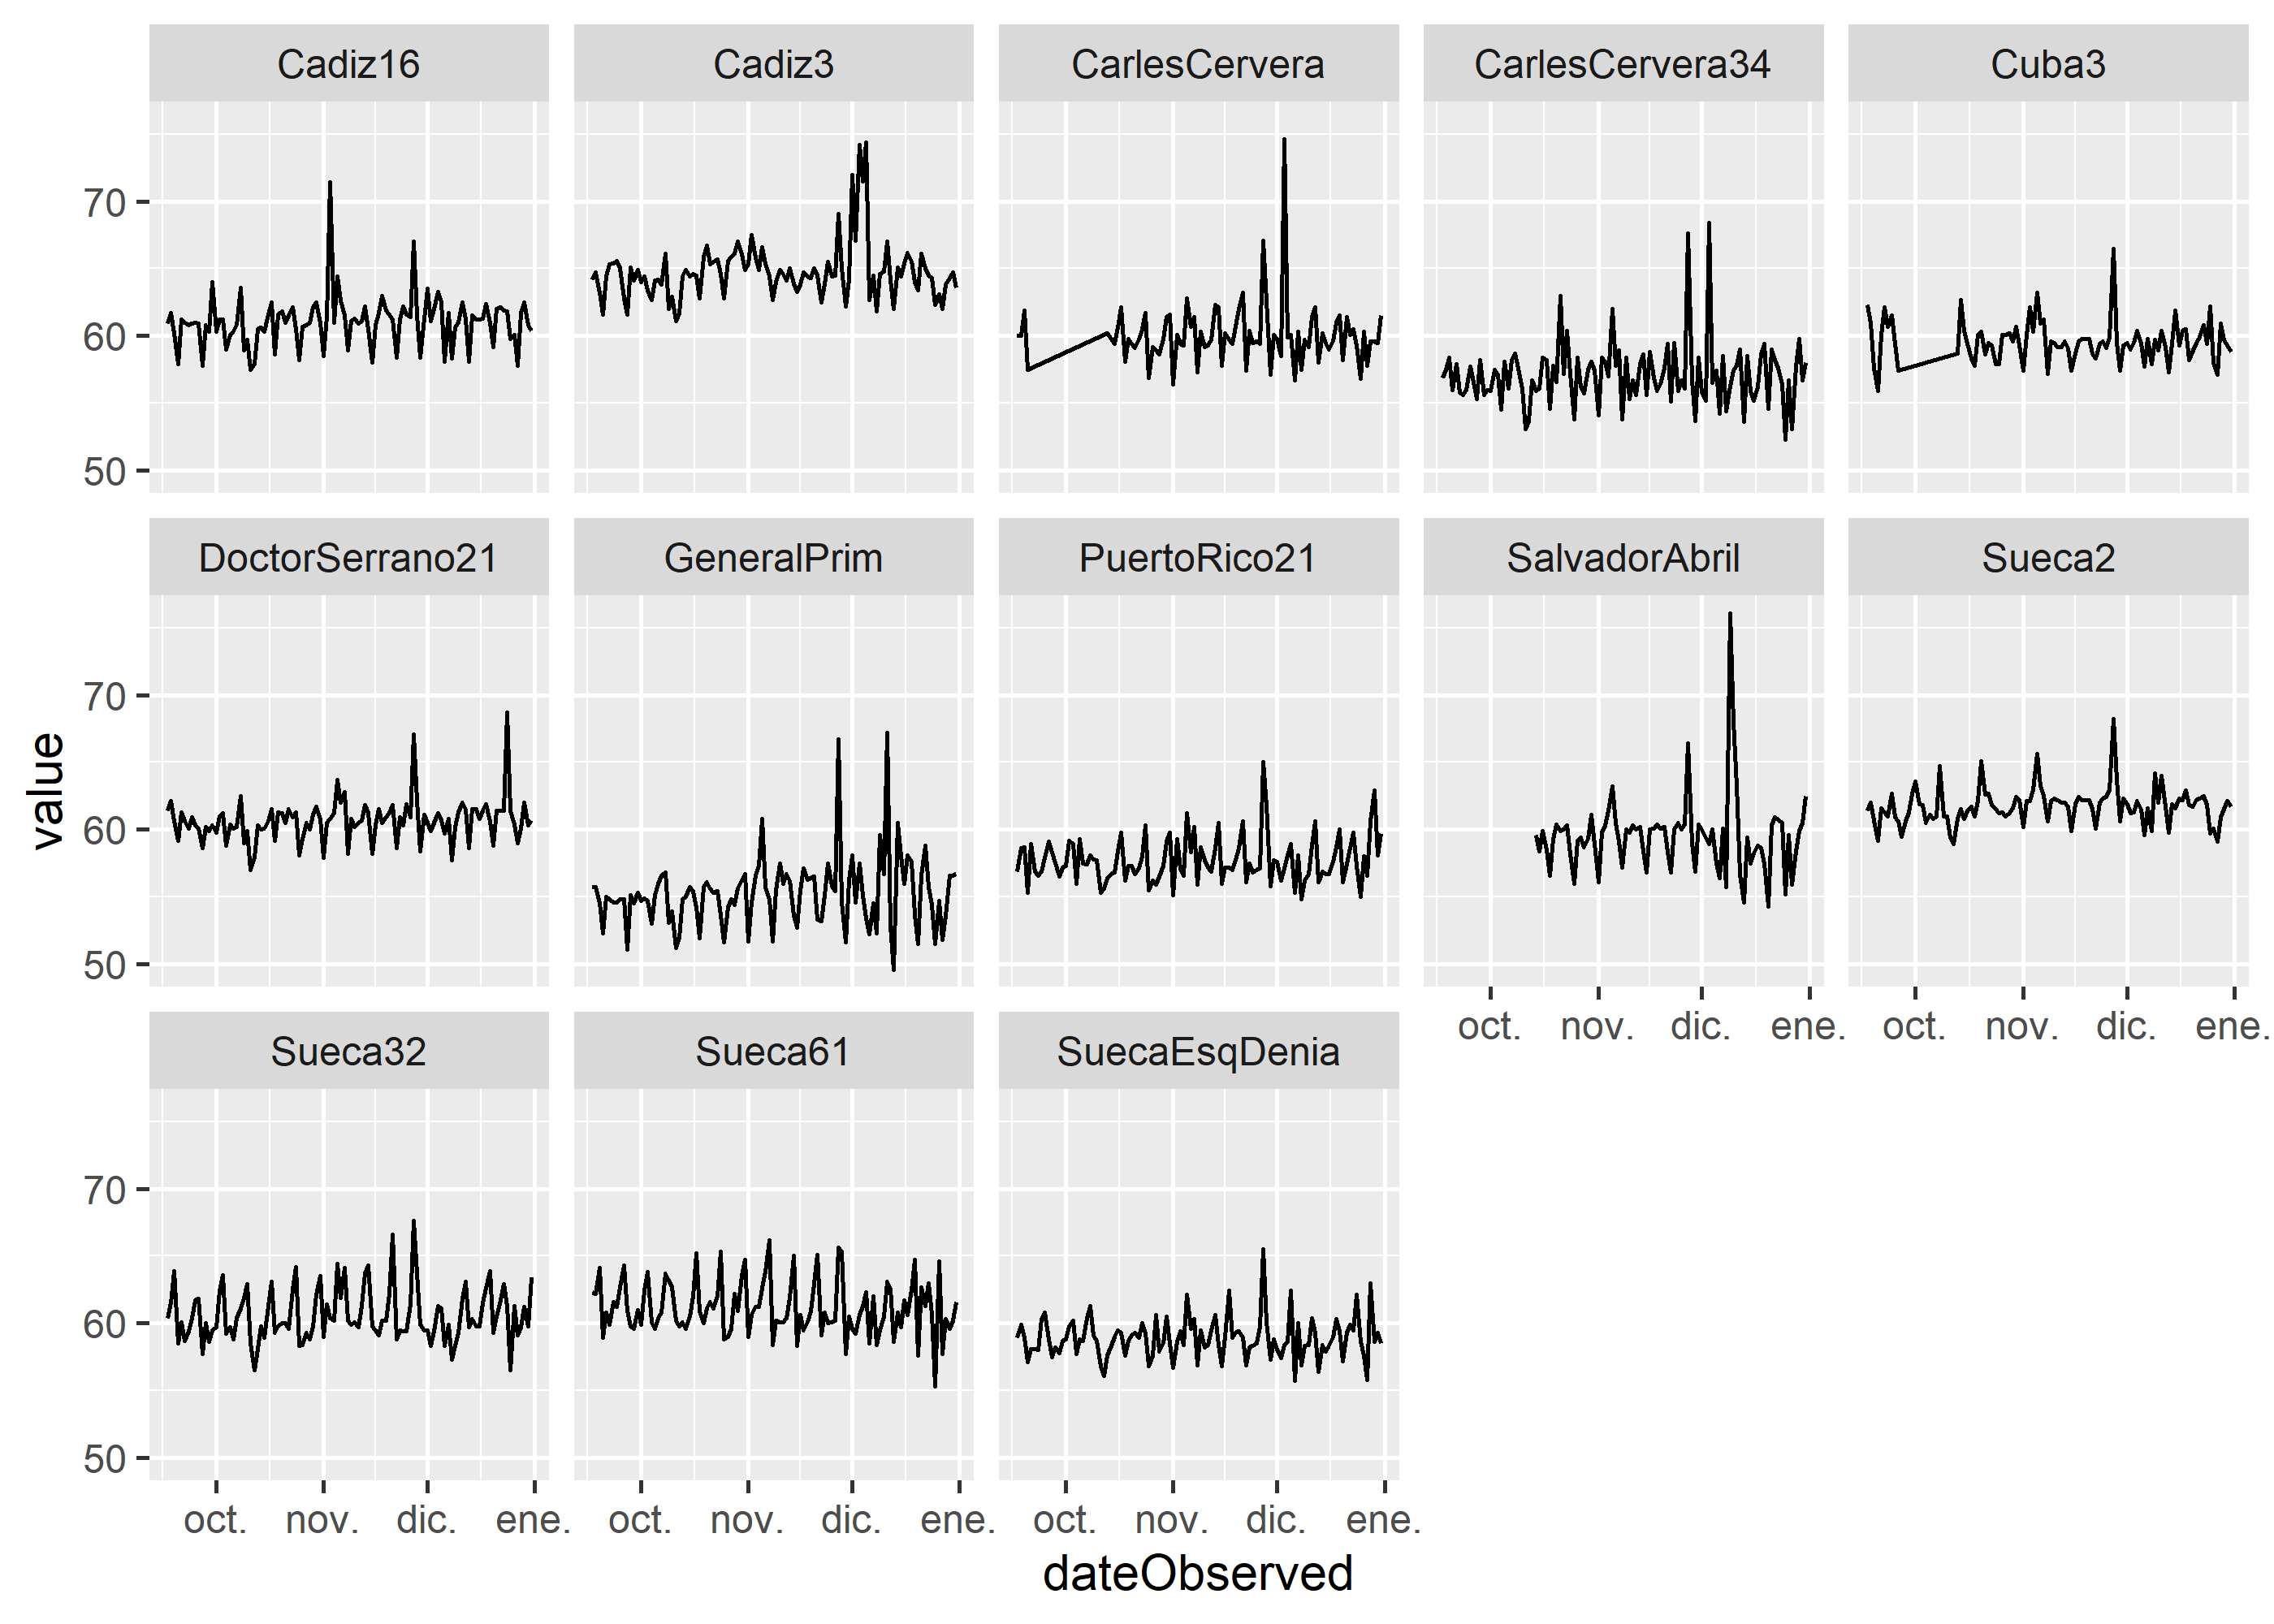 Cadiz16 Cadiz3 CarlesCervera CarlesCervera34 Cuba3
70
60
50
DoctorSerrano21 GeneralPrim PuertoRico21 SalvadorAbril Sueca2
70
60
50
value
oct. nov. dic. ene. oct. nov. dic. ene.
Sueca32 Sueca61 SuecaEsqDenia
70
60
50
oct. nov. dic. ene. oct. nov. dic. ene. oct. nov. dic. ene.
dateObserved